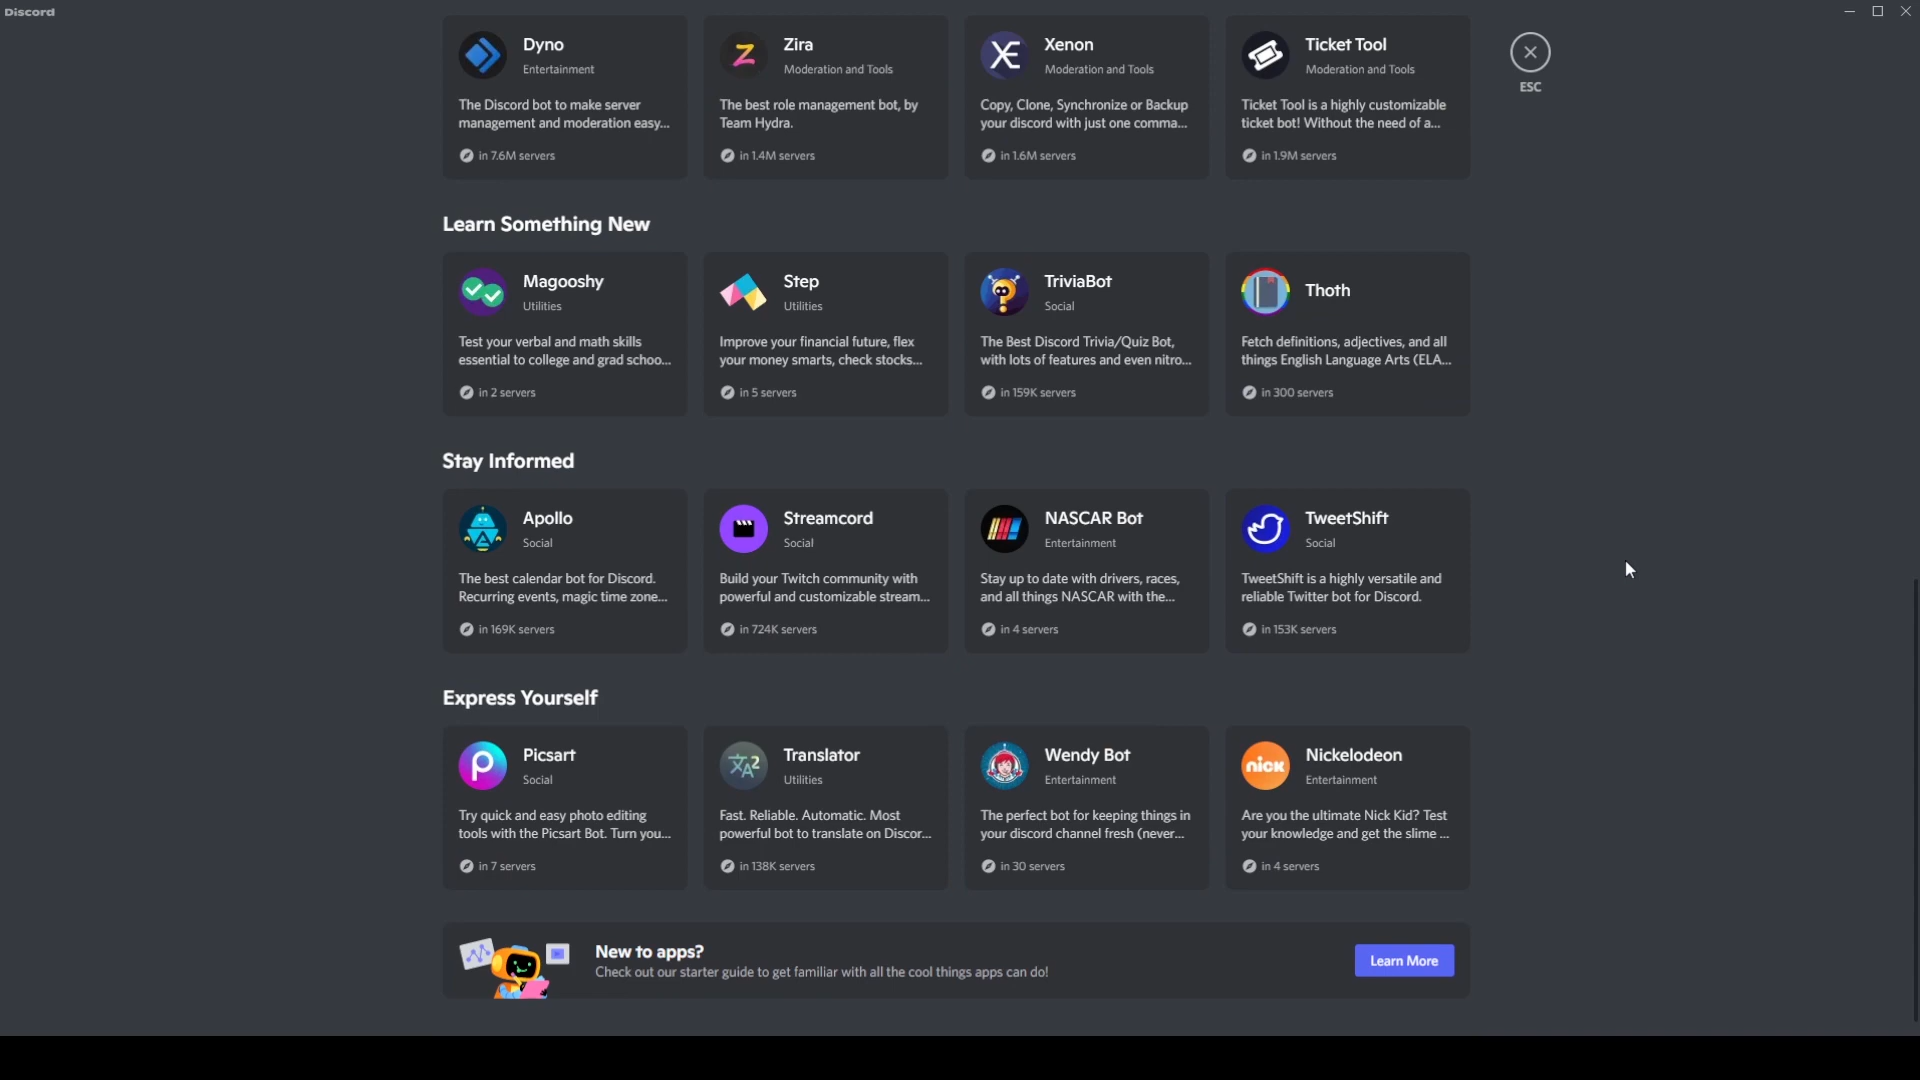 Discord
Dyno
Entertainment
The Discord bot to make server
management and moderation easy...
in 7.6M servers
Z
Zira
Moderation and Tools
The best role management bot, by
Team Hydra.
in 1.4M servers
XE
Xenon
Moderation and Tools
Copy, Clone, Synchronize or Backup
your discord with just one comma...
in 1.6M servers
Ticket Tool
Moderation and Tools
Ticket Tool is a highly customizable
ticket bot! Without the need of a...
in 1.9M servers
ESC
Learn Something New
Magooshy
Utilities
Test your verbal and math skills
essential to college and grad schoo...
in 2 servers
Step
Utilities
Improve your financial future, flex
your money smarts, check stocks...
in 5 servers
TriviaBot
Social
The Best Discord Trivia/Quiz Bot,
with lots of features and even nitro...
in 159K servers
Thoth
Fetch definitions, adjectives, and all
things English Language Arts (ELA...
in 300 servers
Stay Informed
Apollo
Social
The best calendar bot for Discord.
Recurring events, magic time zone...
in 169K servers
Streamcord
Social
Build your Twitch community with
powerful and customizable stream...
in 724K servers
NASCAR Bot
Entertainment
Stay up to date with drivers, races,
and all things NASCAR with the...
in 4 servers
TweetShift
Social
TweetShift is a highly versatile and
reliable Twitter bot for Discord.
in 153K servers
Express Yourself
P
Picsart
Social
Try quick and easy photo editing
tools with the Picsart Bot. Turn you...
in 7 servers
文A2
Translator
Utilities
Fast. Reliable. Automatic. Most
powerful bot to translate on Discor...
in 138K servers
Wendy Bot
Entertainment
The perfect bot for keeping things in
your discord channel fresh (never...
in 30 servers
nick
Nickelodeon
Entertainment
Are you the ultimate Nick Kid? Test
your knowledge and get the slime ...
in 4 servers
New to apps?
Check out our starter guide to get familiar with all the cool things apps can do!
Learn More